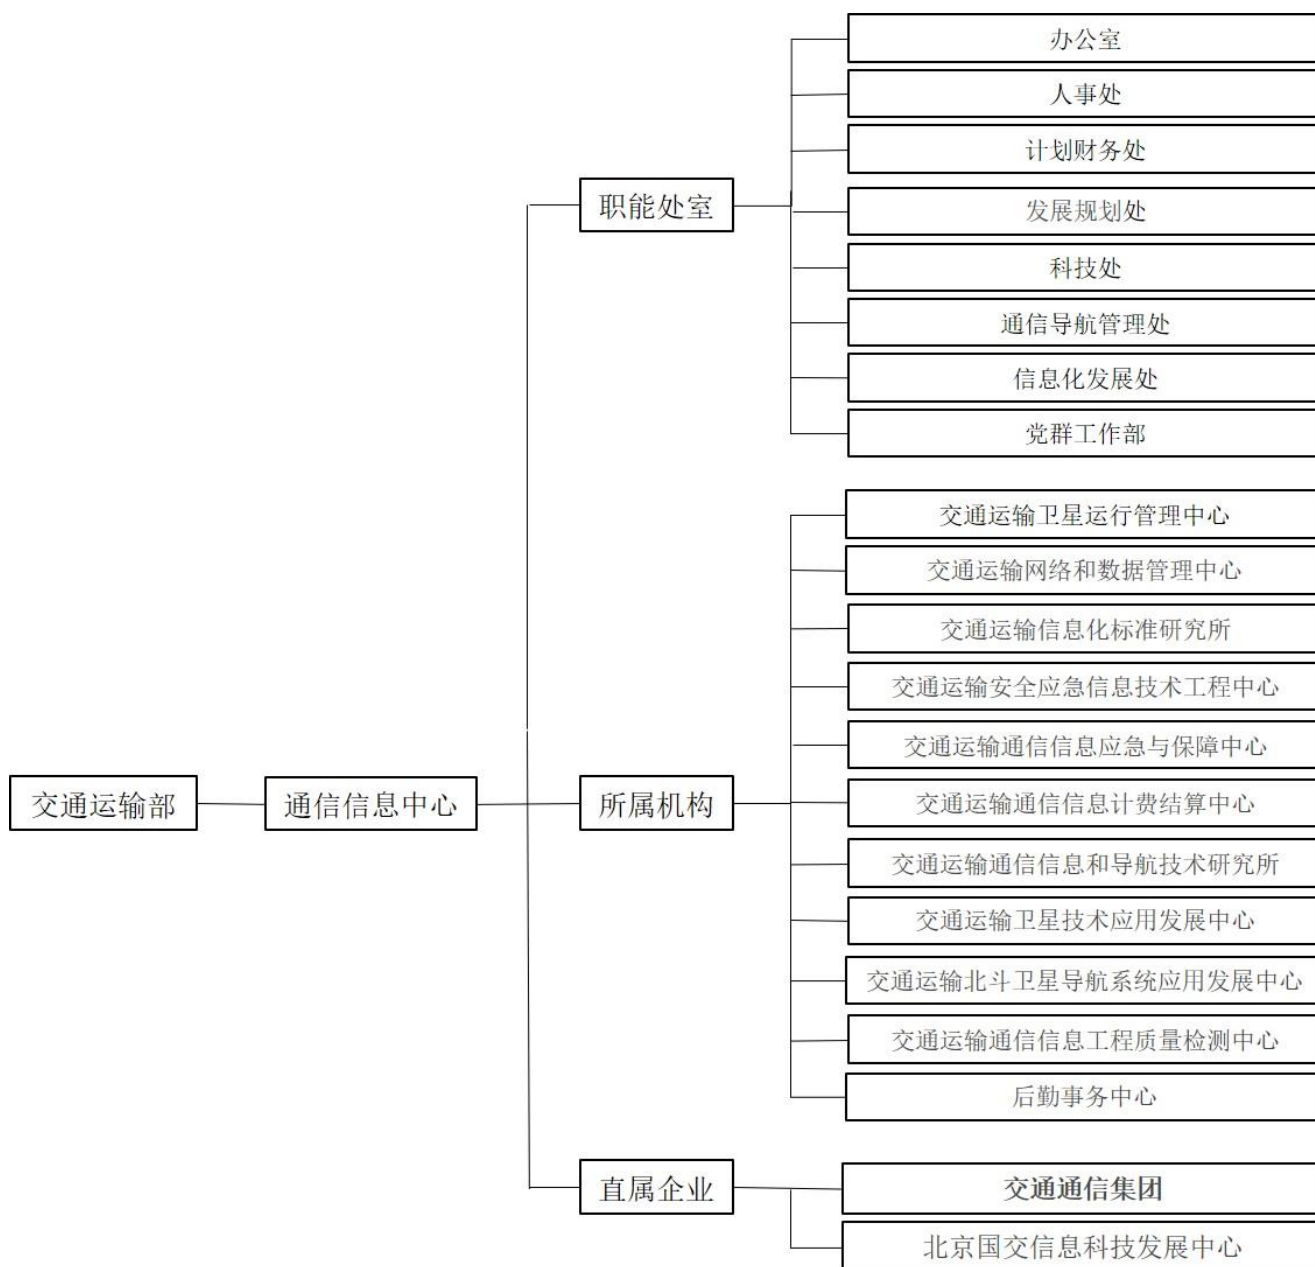 办公室
人事处
计划财务处
职能处室
发展规划处
科技处
通信导航管理处
信息化发展处
党群工作部
交通运输卫星运行管理中心
交通运输网络和数据管理中心
交通运输信息化标准研究所
交通运输安全应急信息技术工程中心
交通运输通信信息应急与保障中心
交通运输部
通信信息中心
所属机构
交通运输通信信息计费结算中心
交通运输通信信息和导航技术研究所
交通运输卫星技术应用发展中心
交通运输北斗卫星导航系统应用发展中心
交通运输通信信息工程质量检测中心
后勤事务中心
直属企业
交通通信集团
北京国交信息科技发展中心